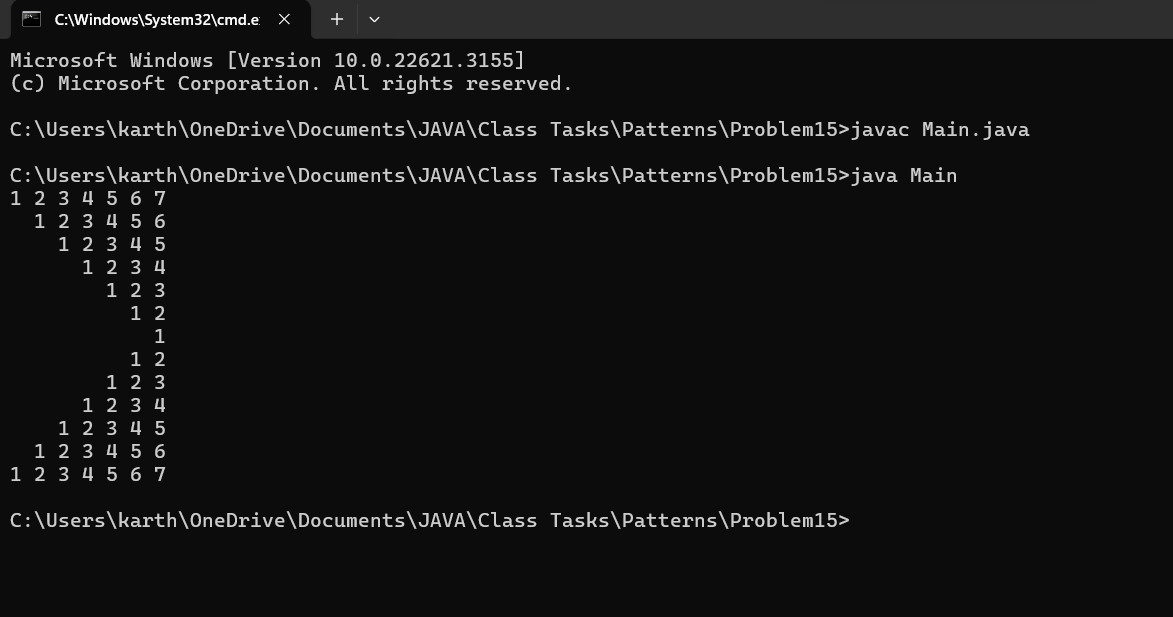 C:\Windows\System32\cmd.e
Microsoft Windows [Version 10.0.22621.3155]
(c) Microsoft Corporation. All rights reserved.
C:\Users\karth\OneDrive\Documents\JAVA\Class Tasks\Patterns\Problem15>javac Main.java
C:\Users\karth\OneDrive\Documents\JAVA\Class Tasks\Patterns\Problem15>java Main
1 2 3 4 5 6 7
  1 2 3 4 5 6
    1 2 3 4 5
      1 2 3 4
        1 2 3
          1 2
            1
          1 2
        1 2 3
      1 2 3 4
    1 2 3 4 5
  1 2 3 4 5 6
1 2 3 4 5 6 7
C:\Users\karth\OneDrive\Documents\JAVA\Class Tasks\Patterns\Problem15>